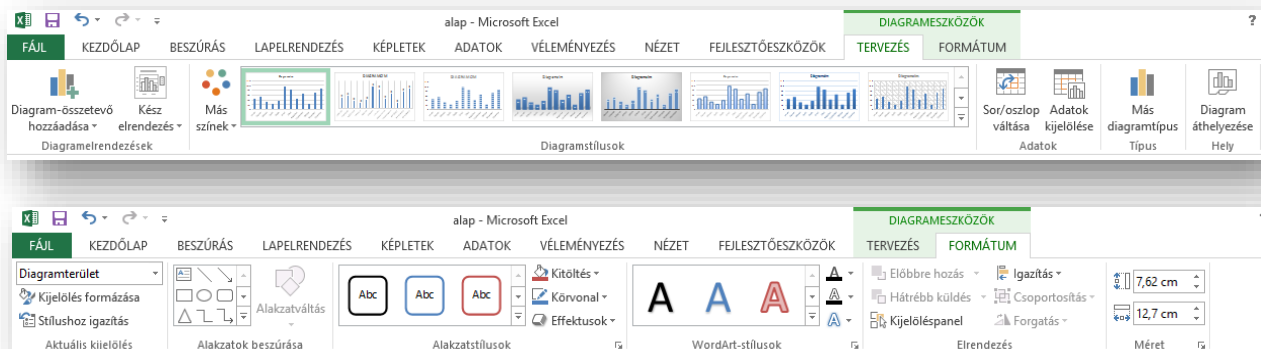 alap - Microsoft Excel
DIAGRAMESZKÖZÖK
?
FÁJL KEZDŐLAP BESZÚRÁS LAPELRENDEZÉS KÉPLETEK ADATOK VÉLEMÉNYEZÉS NÉZET FEJLESZTŐESZKÖZÖK TERVEZÉS FORMÁTUM
Diagram-összetevő Kész Más Sor/oszlop Adatok Más Diagram
hozzáadása elrendezés színek váltása kijelölése diagramtípus áthelyezése
Diagramelrendezések Diagramstílusok Adatok Típus Hely
alap - Microsoft Excel
DIAGRAMESZKÖZÖK
FÁJL KEZDŐLAP BESZÚRÁS LAPELRENDEZÉS KÉPLETEK ADATOK VÉLEMÉNYEZÉS NÉZET FEJLESZTŐESZKÖZÖK TERVEZÉS FORMÁTUM
Diagramterület Kitöltés A Előbbre hozás Igazítás 7,62 cm
Kijelölés formázása Alakzatváltás Abc Abc Abc Körvonal A A A A Hátrébb küldés Csoportosítás
Stílushoz igazítás Effektusok A Kijelöléspanel Forgatás 12,7 cm
Aktuális kijelölés Alakzatok beszúrása Alakzatstílusok WordArt-stílusok Elrendezés Méret